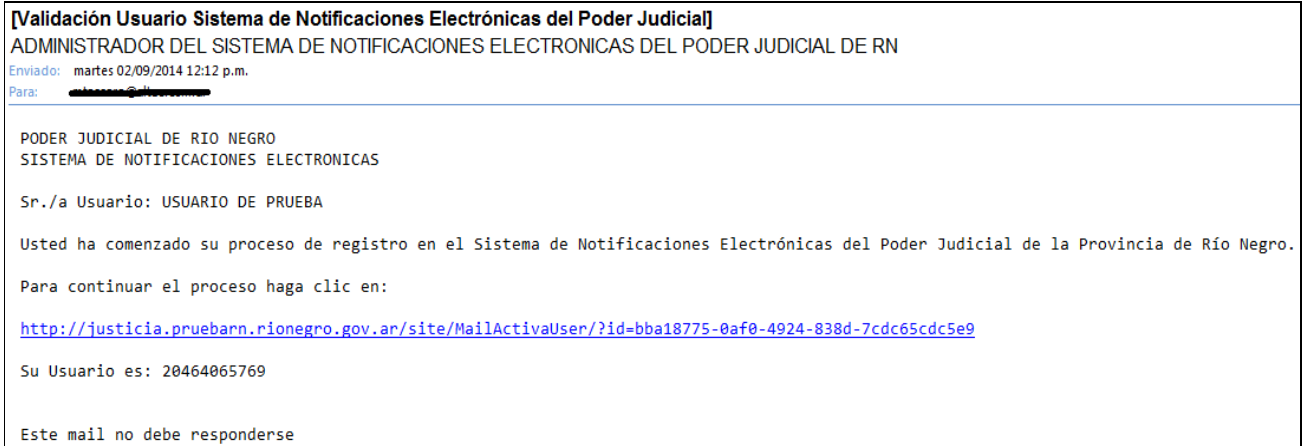 [Validación Usuario Sistema de Notificaciones Electrónicas del Poder Judicial]
ADMINISTRADOR DEL SISTEMA DE NOTIFICACIONES ELECTRONICAS DEL PODER JUDICIAL DE RN
Enviado: martes 02/09/2014 12:12 p.m.
Para:
PODER JUDICIAL DE RIO NEGRO
SISTEMA DE NOTIFICACIONES ELECTRONICAS
Sr./a Usuario: USUARIO DE PRUEBA
Usted ha comenzado su proceso de registro en el Sistema de Notificaciones Electrónicas del Poder Judicial de la Provincia de Río Negro.
Para continuar el proceso haga clic en:
http://justicia.pruebarn.rionegro.gov.ar/site/MailActivaUser/?id=bba18775-0af0-4924-838d-7cdc65cdc5e9
Su Usuario es: 20464065769
Este mail no debe responderse